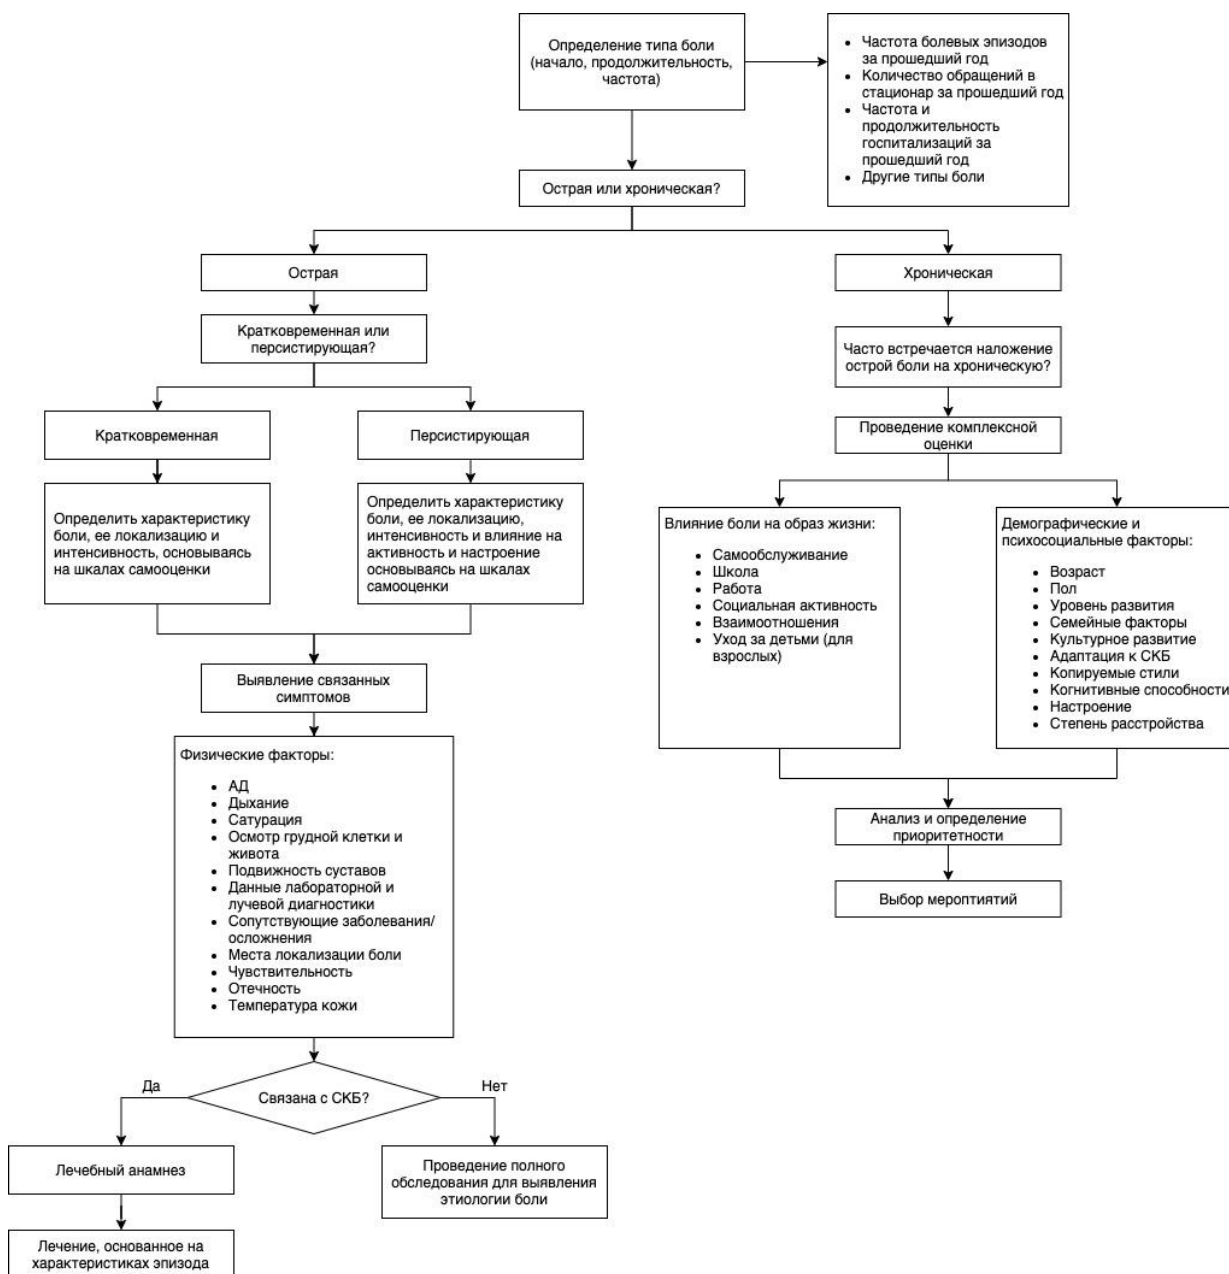 Определение типа боли
(начало, продолжительность,
частота)
• Частота болевых эпизодов
за прошедший год
• Количество обращений в
стационар за прошедший год
• Частота и
продолжительность
госпитализаций за
прошедший год
• Другие типы боли
Острая или хроническая?
Острая
Хроническая
Кратковременная или
персистирующая?
Часто встречается наложение
острой боли на хроническую?
Кратковременная
Персистирующая
Проведение комплексной
оценки
Определить характеристику
боли, ее локализацию и
интенсивность, основываясь
на шкалах самооценки
Определить характеристику
боли, ее локализацию,
интенсивность и влияние на
активность и настроение
основываясь на шкалах
самооценки
Влияние боли на образ жизни:
• Самообслуживание
• Школа
• Работа
• Социальная активность
• Взаимоотношения
• Уход за детьми (для
взрослых)
Демографические и
психосоциальные факторы:
• Возраст
• Пол
• Уровень развития
• Семейные факторы
• Культурное развитие
• Адаптация к СКБ
• Копируемые стили
• Когнитивные способности
• Настроение
• Степень расстройства
Выявление связанных
симптомов
Физические факторы:
• АД
• Дыхание
• Сатурация
• Осмотр грудной клетки и
живота
• Подвижность суставов
• Данные лабораторной и
лучевой диагностики
• Сопутствующие заболевания/
осложнения
• Места локализации боли
• Чувствительность
• Отечность
• Температура кожи
Анализ и определение
приоритетности
Выбор мероптиятий
Да
Связана с СКБ?
Нет
Лечебный анамнез
Проведение полного
обследования для выявления
этиологии боли
Лечение, основанное на
характеристиках эпизода